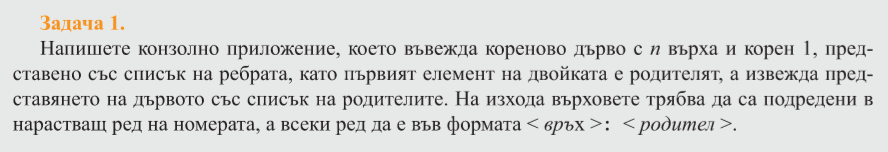 Задача 1.
Напишете конзолно приложение, което въвежда кореново дърво с n върха и корен 1, пред-
ставено със списък на ребрата, като първият елемент на двойката е родителят, а извежда пред-
ставянето на дървото със списък на родителите. На изхода върховете трябва да са подредени в
нарастващ ред на номерата, а всеки ред да е във формата < връх >: < родител >.